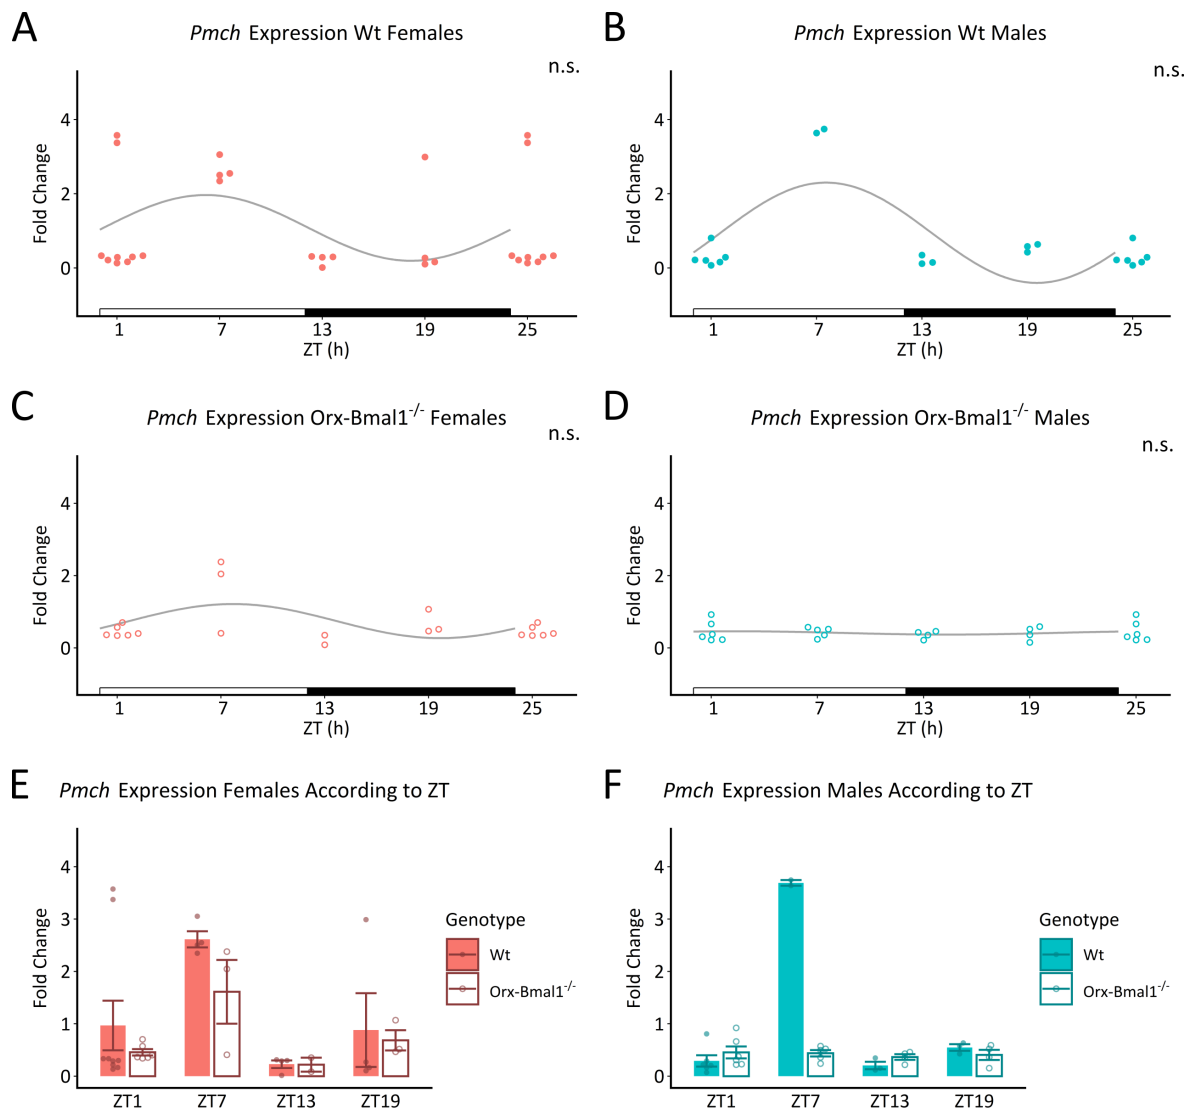 A
Pmch Expression Wt Females
n.s.
Fold Change
4
2
0
1 7 13 19 25
ZT (h)
B
Pmch Expression Wt Males
n.s.
Fold Change
4
2
0
1 7 13 19 25
ZT (h)
C
Pmch Expression Orx-Bmal1-/- Females
n.s.
Fold Change
4
2
0
1 7 13 19 25
ZT (h)
D
Pmch Expression Orx-Bmal1-/- Males
n.s.
Fold Change
4
2
0
1 7 13 19 25
ZT (h)
E
Pmch Expression Females According to ZT
Fold Change
4
3
2
1
0
ZT1 ZT7 ZT13 ZT19
Genotype
Wt
Orx-Bmal1-/-
F
Pmch Expression Males According to ZT
Fold Change
4
3
2
1
0
ZT1 ZT7 ZT13 ZT19
Genotype
Wt
Orx-Bmal1-/-